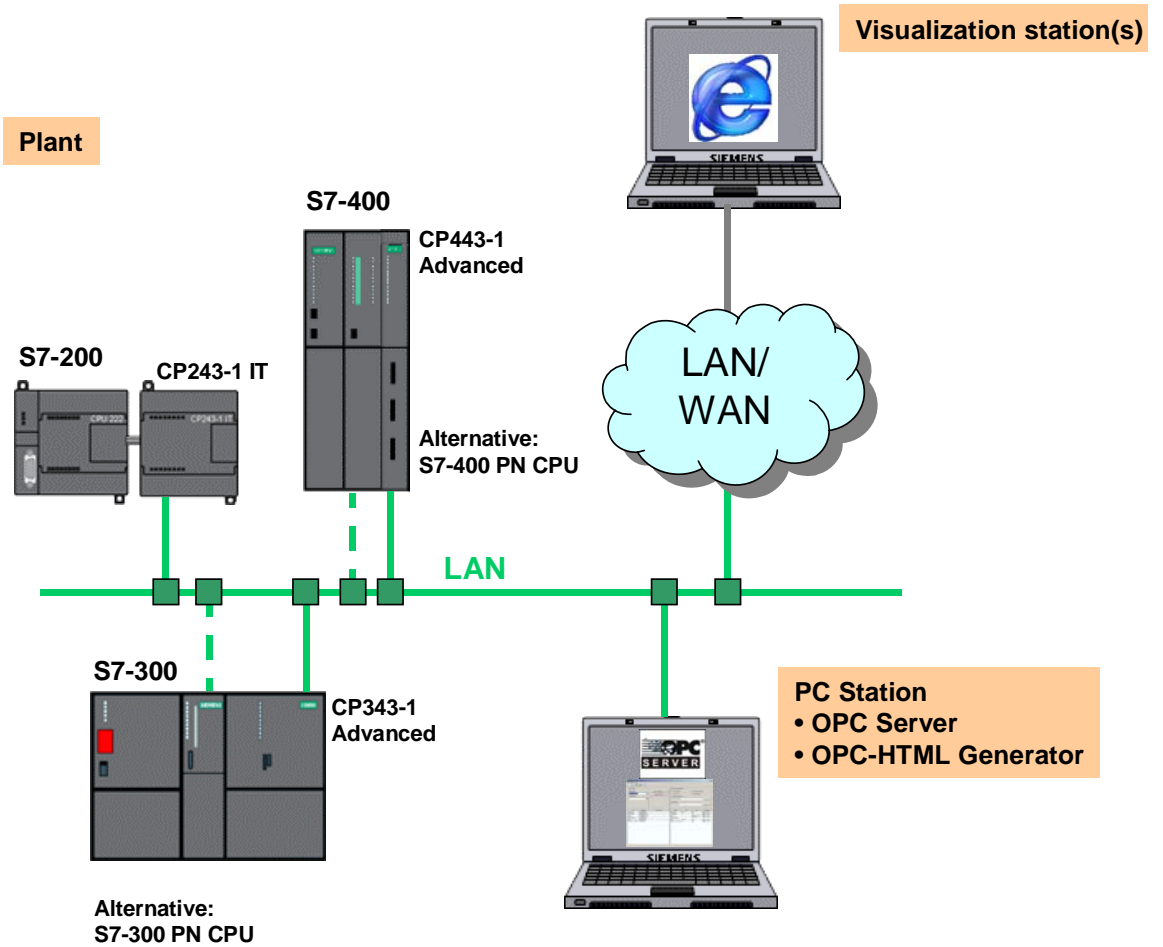 Visualization station(s)
SIEMENS
Plant
S7-400
CP443-1
Advanced
S7-200
CP243-1 IT
CPU 222
CP243-1 IT
Alternative:
S7-400 PN CPU
LAN/
WAN
LAN
S7-300
SIEMENS
CP343-1
Advanced
Alternative:
S7-300 PN CPU
OPC
SERVER
SIEMENS
PC Station
• OPC Server
• OPC-HTML Generator